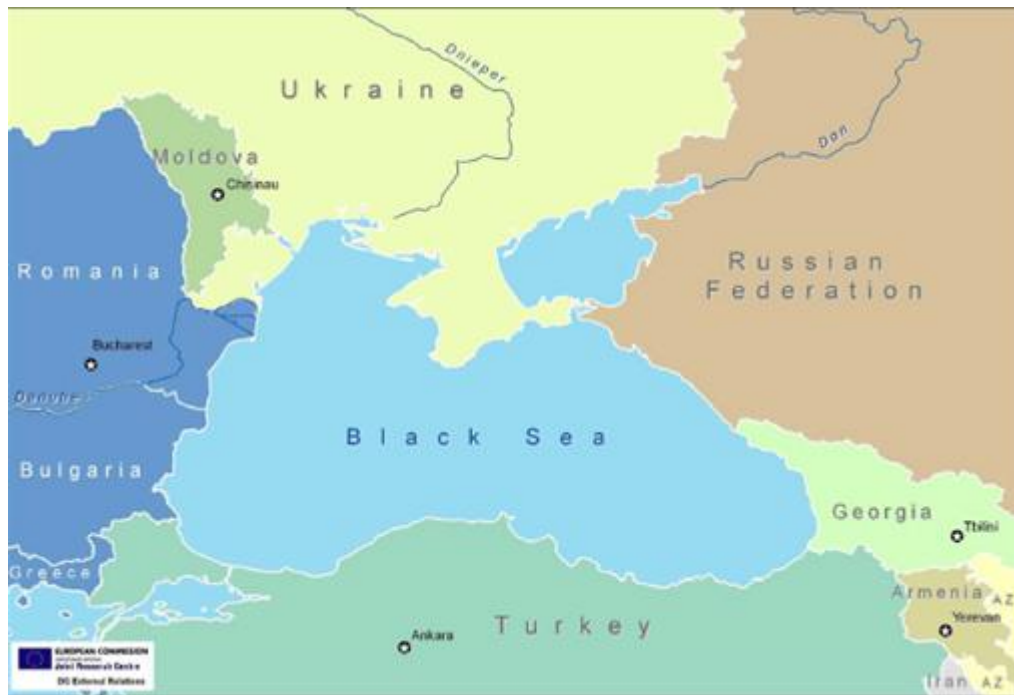 Dnieper
Ukraine
Don
Moldova
Chisinau
Romania
Russian
Federation
Bucharest
Danube
Black Sea
Bulgaria
Georgia
Tbilisi
Greece
Armenia
AZ
Turkey
Yerevan
Ankara
EUROPEAN COMMISSION
Joint Research Centre
DG External Relations
Iran
AZ